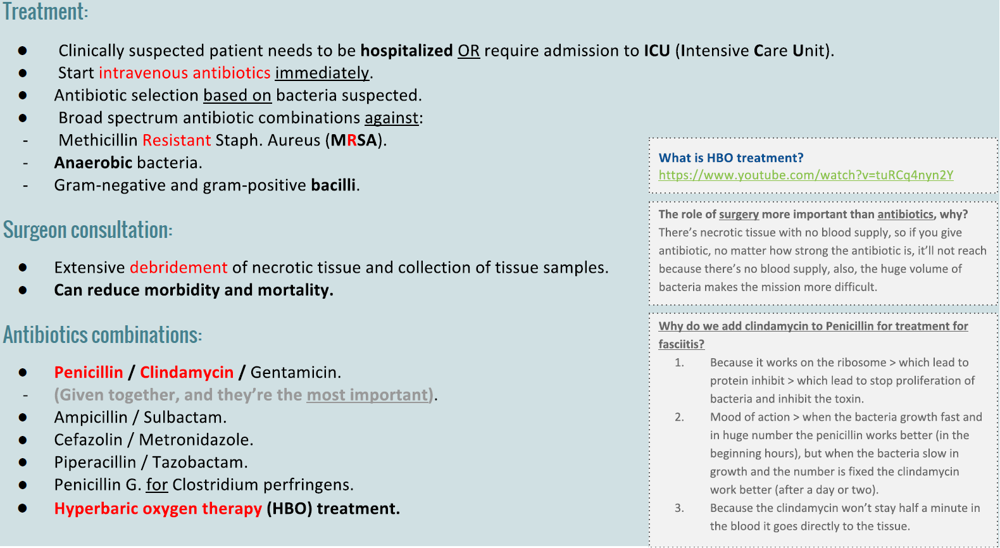 Treatment:
● Clinically suspected patient needs to be hospitalized OR require admission to ICU (Intensive Care Unit).
● Start intravenous antibiotics immediately.
● Antibiotic selection based on bacteria suspected.
● Broad spectrum antibiotic combinations against:
- Methicillin Resistant Staph. Aureus (MRSA).
- Anaerobic bacteria.
- Gram-negative and gram-positive bacilli.
Surgeon consultation:
● Extensive debridement of necrotic tissue and collection of tissue samples.
● Can reduce morbidity and mortality.
Antibiotics combinations:
● Penicillin / Clindamycin / Gentamicin.
- (Given together, and they’re the most important).
● Ampicillin / Sulbactam.
● Cefazolin / Metronidazole.
● Piperacillin / Tazobactam.
● Penicillin G. for Clostridium perfringens.
● Hyperbaric oxygen therapy (HBO) treatment.
What is HBO treatment?
https://www.youtube.com/watch?v=tuRCq4nyn2Y
The role of surgery more important than antibiotics, why?
There’s necrotic tissue with no blood supply, so if you give
antibiotic, no matter how strong the antibiotic is, it’ll not reach
because there’s no blood supply, also, the huge volume of
bacteria makes the mission more difficult.
Why do we add clindamycin to Penicillin for treatment for
fasciitis?
1. Because it works on the ribosome > which lead to
protein inhibit > which lead to stop proliferation of
bacteria and inhibit the toxin.
2. Mood of action > when the bacteria growth fast and
in huge number the penicillin works better (in the
beginning hours), but when the bacteria slow in
growth and the number is fixed the clindamycin
work better (after a day or two).
3. Because the clindamycin won’t stay half a minute in
the blood it goes directly to the tissue.